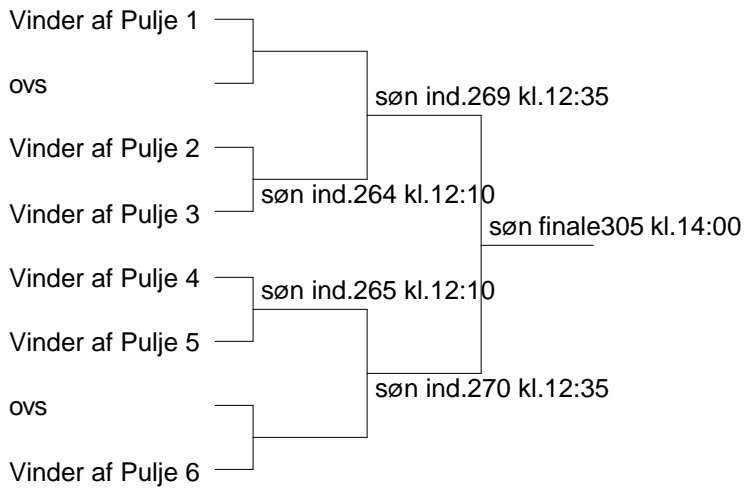 Vinder af Pulje 1
ovs
søn ind.269 kl.12:35
Vinder af Pulje 2
søn ind.264 kl.12:10
Vinder af Pulje 3
søn finale305 kl.14:00
Vinder af Pulje 4
søn ind.265 kl.12:10
Vinder af Pulje 5
søn ind.270 kl.12:35
ovs
Vinder af Pulje 6